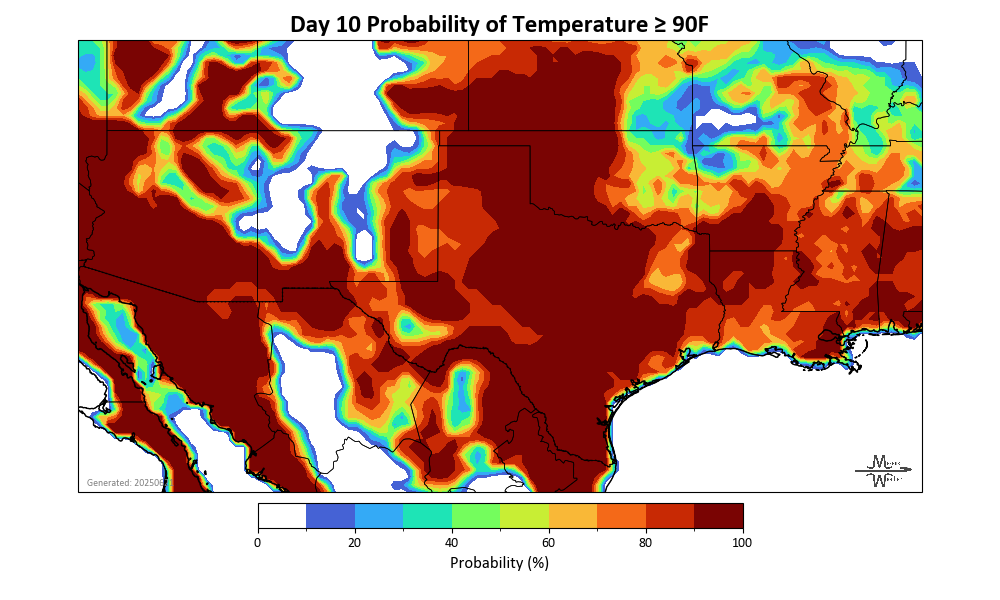 Day 10 Probability of Temperature ≥ 90F
Generated: 202506
0 20 40 60 80 100
Probability (%)